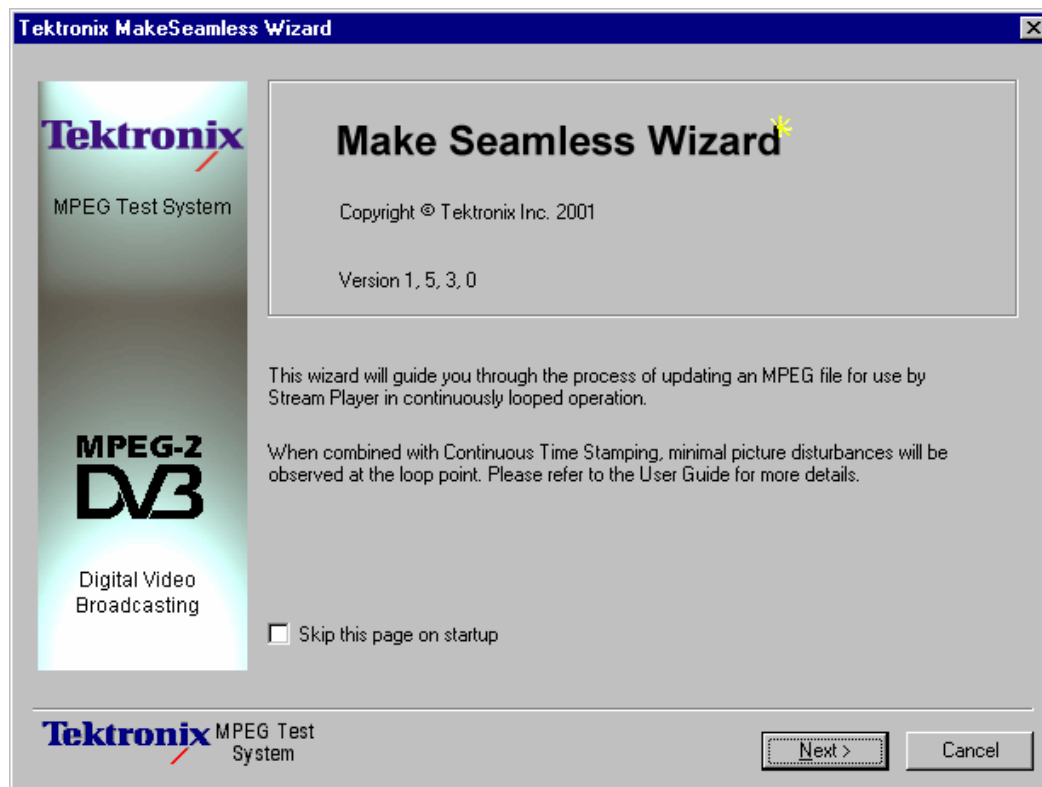 Tektronix MakeSeamless Wizard
Tektronix
MPEG Test System
MPEG-2
DVB
Digital Video
Broadcasting
Make Seamless Wizard
Copyright © Tektronix Inc. 2001
Version 1, 5, 3, 0
This wizard will guide you through the process of updating an MPEG file for use by
Stream Player in continuously looped operation.
When combined with Continuous Time Stamping, minimal picture disturbances will be
observed at the loop point. Please refer to the User Guide for more details.
Skip this page on startup
Tektronix MPEG Test
System
Next >
Cancel